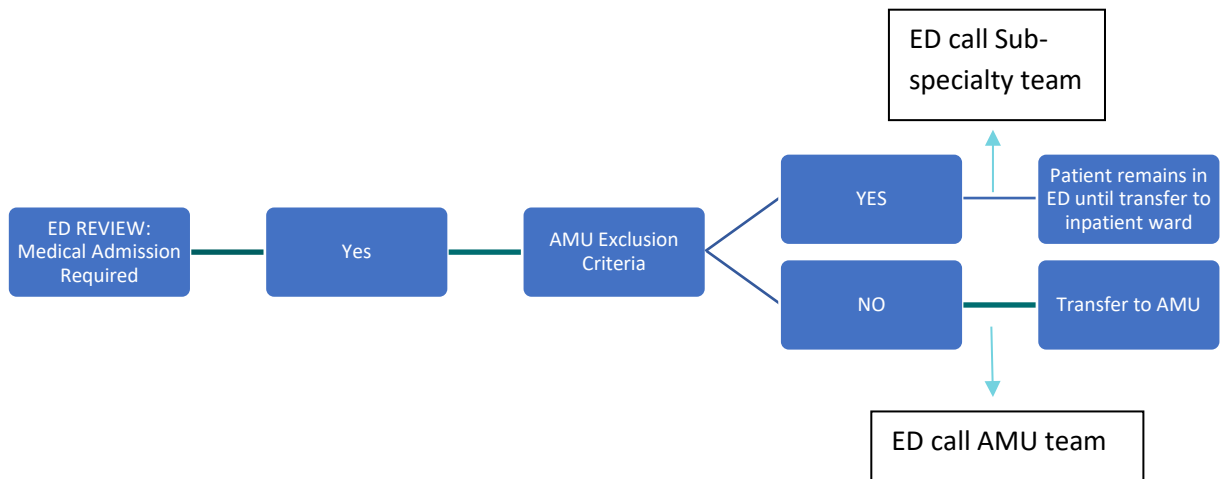 ED call Sub-
specialty team
ED REVIEW:
Medical Admission
Required
Yes
AMU Exclusion
Criteria
YES
Patient remains in
ED until transfer to
inpatient ward
NO
Transfer to AMU
ED call AMU team